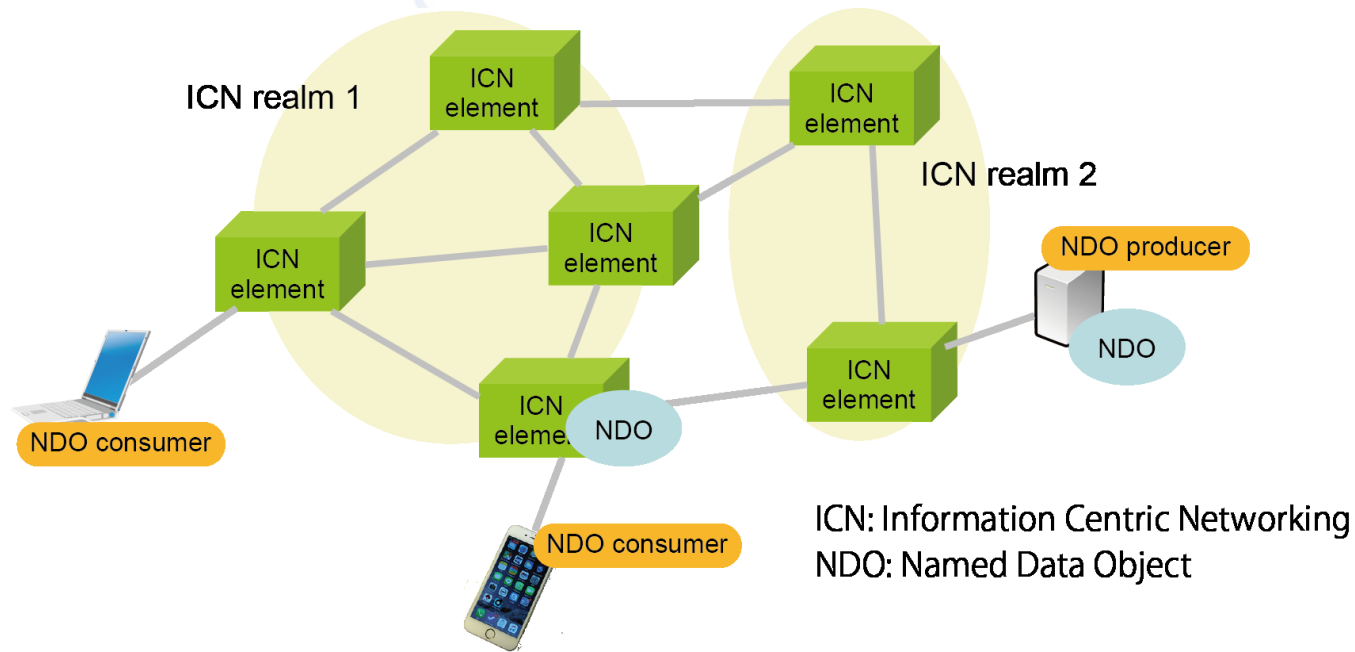 ICN realm 1
ICN
element
ICN
element
ICN realm 2
ICN
element
ICN
element
NDO producer
NDO
ICN
element
ICN
element
NDO
NDO consumer
NDO consumer
ICN: Information Centric Networking
NDO: Named Data Object